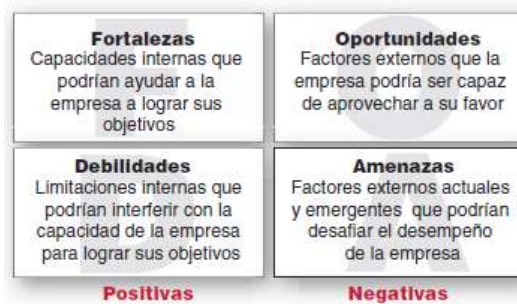 Fortalezas
Capacidades internas que
podrían ayudar a la
empresa a lograr sus
objetivos
Oportunidades
Factores externos que la
empresa podría ser capaz
de aprovechar a su favor
Debilidades
Limitaciones internas que
podrían interferir con la
capacidad de la empresa
para lograr sus objetivos
Amenazas
Factores externos actuales
y emergentes que podrían
desafiar el desempeño
de la empresa
Positivas
Negativas
F
O
D
A